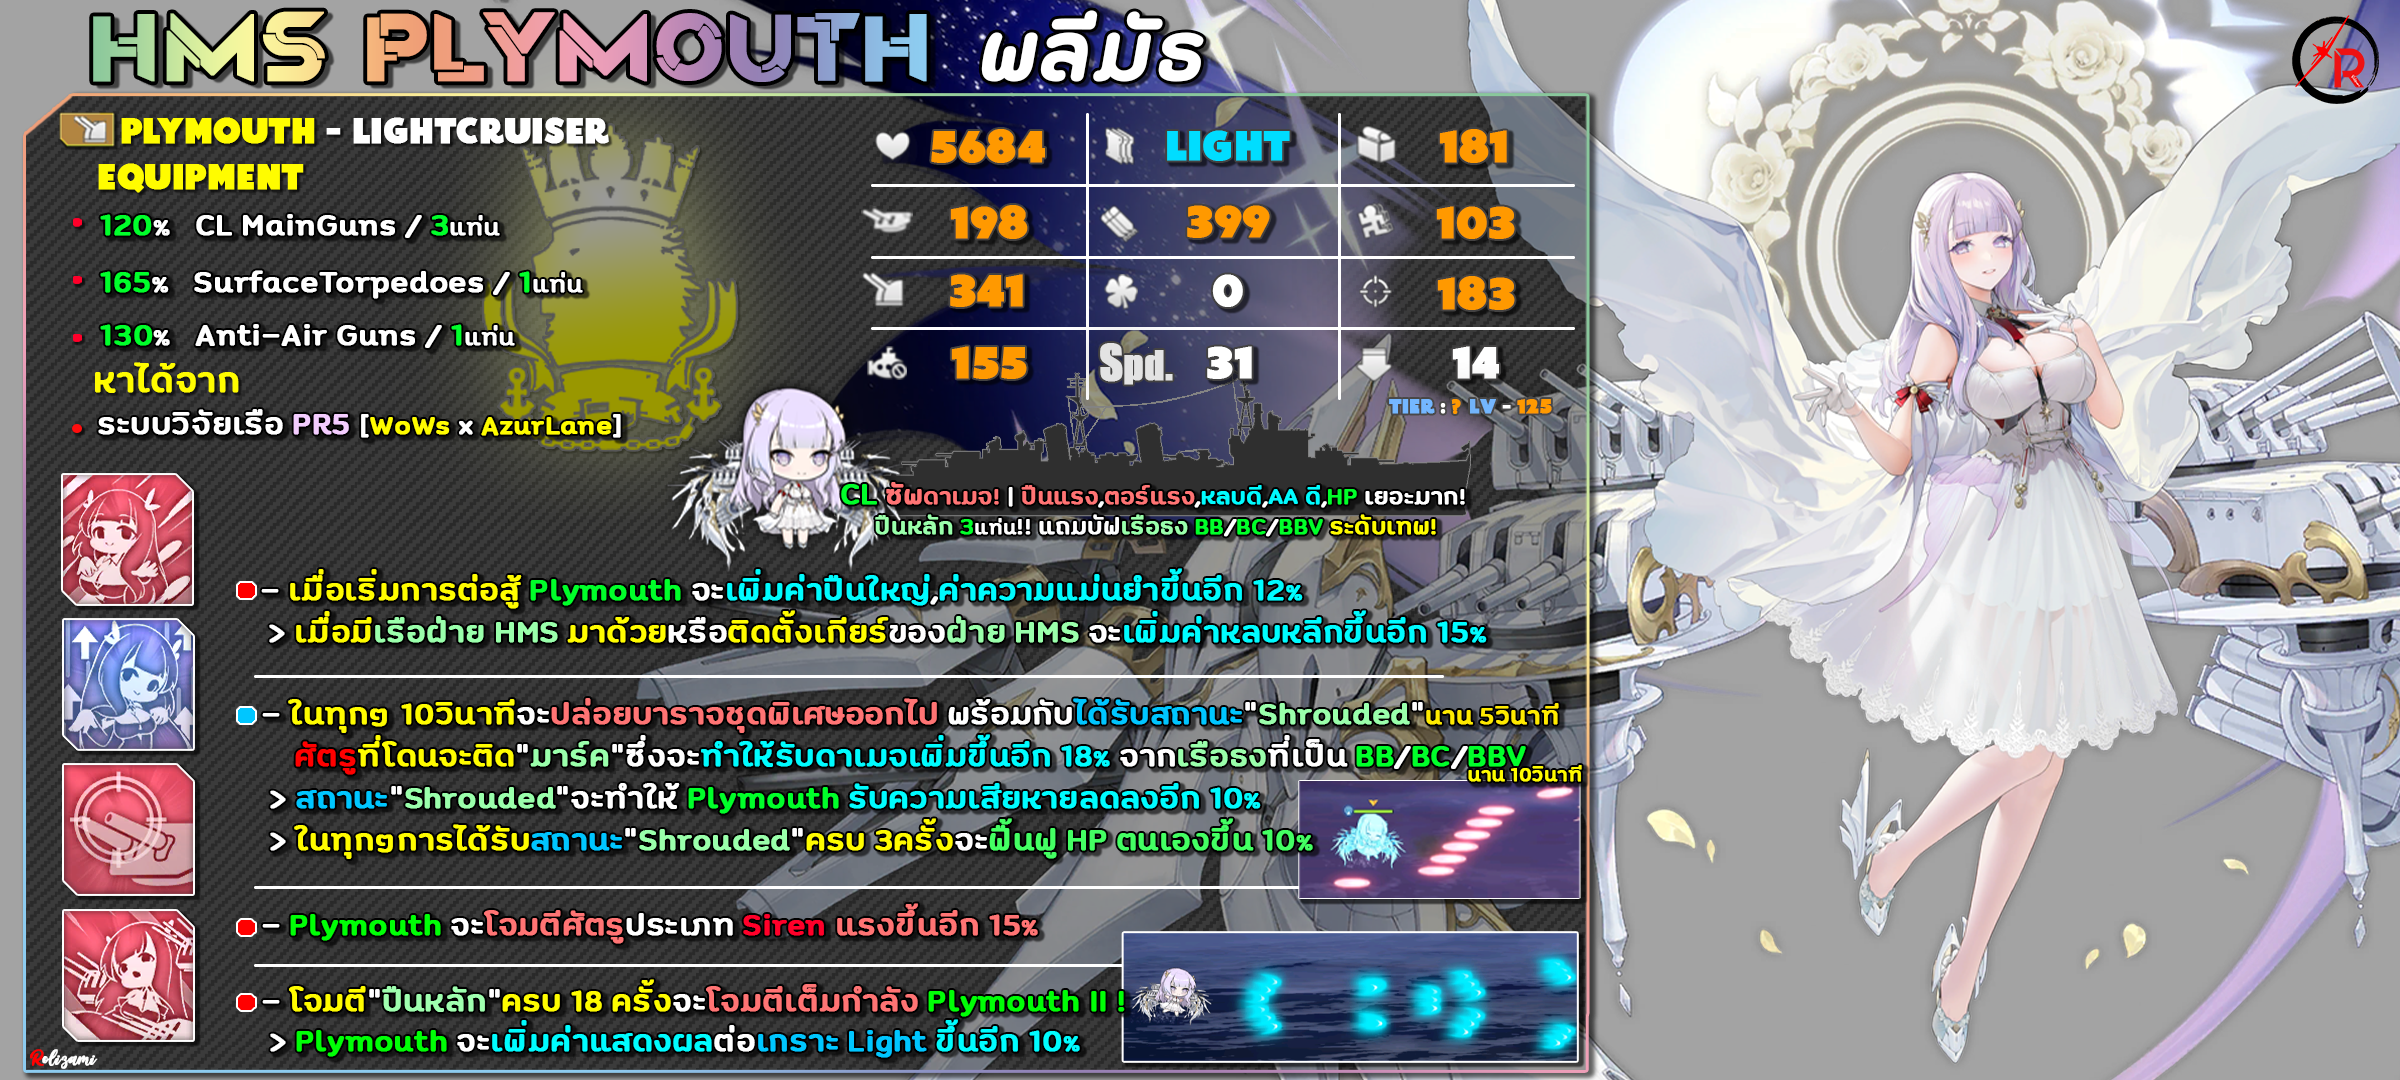 HMS PLYMOUTH พลีมัธ
R
PLYMOUTH - LIGHTCRUISER
EQUIPMENT
120% CL MainGuns / 3แท่น
165% SurfaceTorpedoes / 1แท่น
130% Anti-Air Guns / 1แท่น
หาได้จาก
ระบบวิจัยเรือ PR5 [WoWs x AzurLane]
5684 LIGHT 181
198 399 103
341 0 183
155 Spd. 31 14
TIER : ? LV - 125
CL ซัพดาเมจ! | ปืนแรง,ตอร์แรง,หลบดี,AA ดี,HP เยอะมาก!
ปืนหลัก 3แท่น!! แถมบัฟเรือธง BB/BC/BBV ระดับเทพ!
- เมื่อเริ่มการต่อสู้ Plymouth จะเพิ่มค่าปืนใหญ่,ค่าความแม่นยำขึ้นอีก 12%
> เมื่อมีเรือฝ่าย HMS มาด้วยหรือติดตั้งเกียร์ของฝ่าย HMS จะเพิ่มค่าหลบหลีกขึ้นอีก 15%
- ในทุกๆ 10วินาทีจะปล่อยบาราจชุดพิเศษออกไป พร้อมกับได้รับสถานะ"Shrouded"นาน 5วินาที
ศัตรูที่โดนจะติด"มาร์ค"ซึ่งจะทำให้รับดาเมจเพิ่มขึ้นอีก 18% จากเรือธงที่เป็น BB/BC/BBV
นาน 10วินาที
> สถานะ"Shrouded"จะทำให้ Plymouth รับความเสียหายลดลงอีก 10%
> ในทุกๆการได้รับสถานะ"Shrouded"ครบ 3ครั้งจะฟื้นฟู HP ตนเองขึ้น 10%
- Plymouth จะโจมตีศัตรูประเภท Siren แรงขึ้นอีก 15%
- โจมตี"ปืนหลัก"ครบ 18 ครั้งจะโจมตีเต็มกำลัง Plymouth II !
> Plymouth จะเพิ่มค่าแสดงผลต่อเกราะ Light ขึ้นอีก 10%
Rolizami